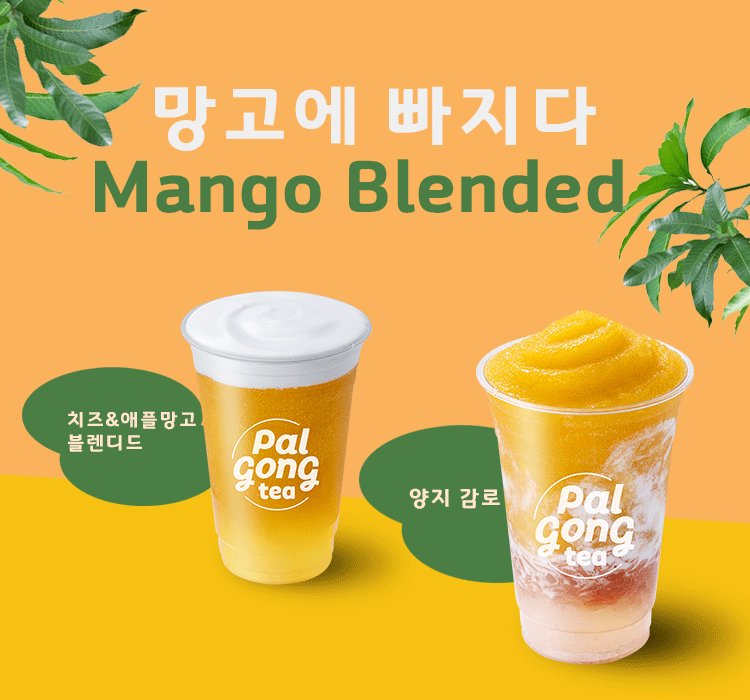 망고에 빠지다
Mango Blended
치즈&애플망고
블렌디드
Pal
gong
tea
양지 감로
Pal
gong
tea